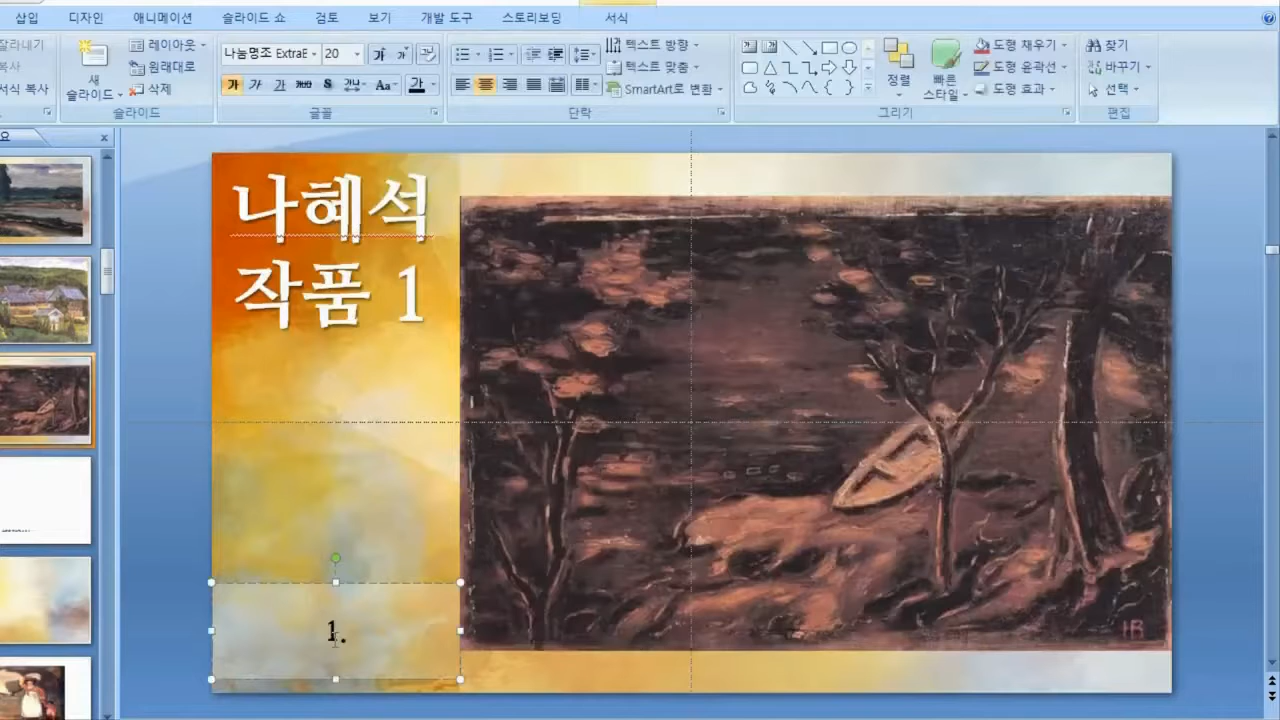 삽입 디자인 애니메이션 슬라이드 쇼 검토 보기 개발 도구 스토리보딩 서식
잘라내기 레이아웃 나눔명조 ExtraE 20 텍스트 방향 도형 채우기 찾기
복사 새 원래대로 텍스트 맞춤 정렬 빠른 도형 윤곽선 바꾸기
서식 복사 슬라이드 삭제 가 가 가 가나 Aa 가 SmartArt로 변환 스타일 도형 효과 선택
슬라이드 글꼴 단락 그리기 편집
요
나혜석
작품 1
1.
HR